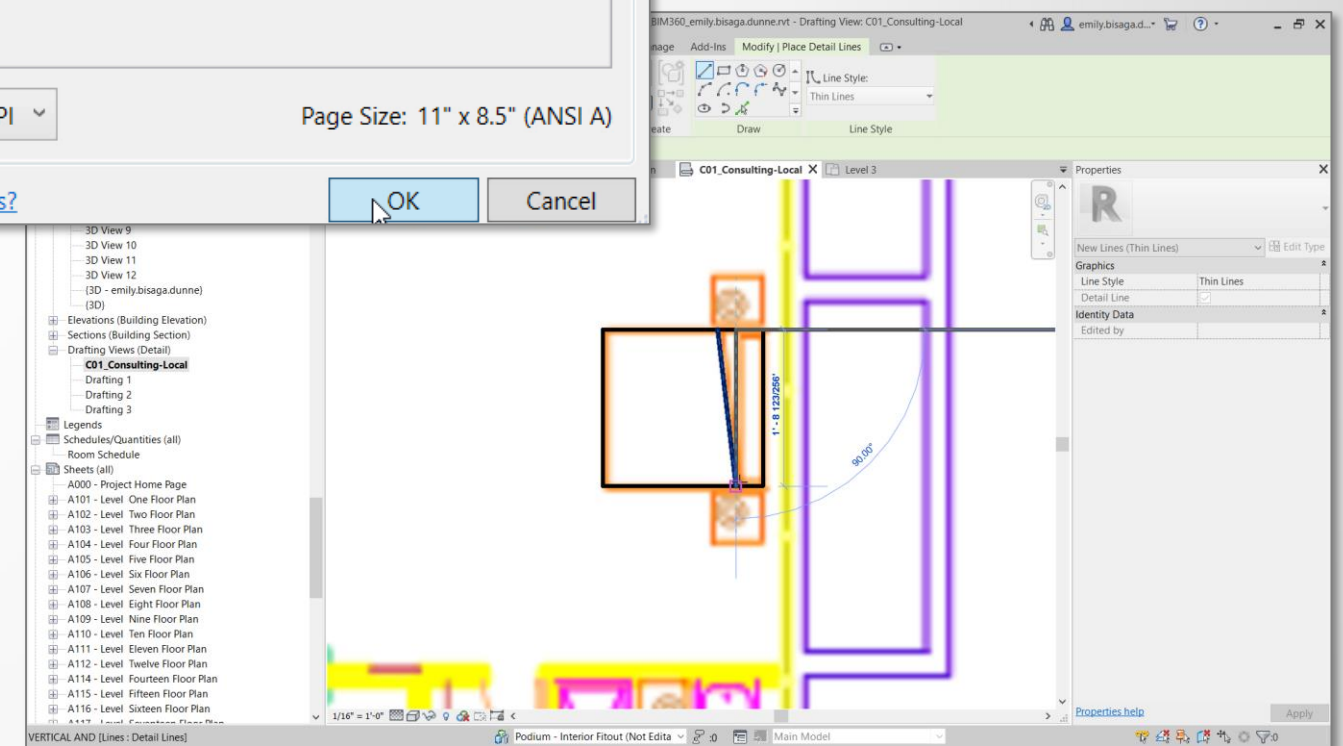 PI
Page Size: 11" x 8.5" (ANSI A)
s?
OK
Cancel
BIM360_emily.bisaga.dunne.rvt - Drafting View: C01_Consulting-Local
emily.bisaga.d...
nage Add-Ins Modify | Place Detail Lines
Line Style:
Thin Lines
eate Draw Line Style
n C01_Consulting-Local Level 3
Properties
R
New Lines (Thin Lines) Edit Type
Graphics
Line Style Thin Lines
Detail Line
Identity Data
Edited by
3D View 9
3D View 10
3D View 11
3D View 12
{3D - emily.bisaga.dunne}
{3D}
Elevations (Building Elevation)
Sections (Building Section)
Drafting Views (Detail)
C01_Consulting-Local
Drafting 1
Drafting 2
Drafting 3
Legends
Schedules/Quantities (all)
Room Schedule
Sheets (all)
A000 - Project Home Page
A101 - Level One Floor Plan
A102 - Level Two Floor Plan
A103 - Level Three Floor Plan
A104 - Level Four Floor Plan
A105 - Level Five Floor Plan
A106 - Level Six Floor Plan
A107 - Level Seven Floor Plan
A108 - Level Eight Floor Plan
A109 - Level Nine Floor Plan
A110 - Level Ten Floor Plan
A111 - Level Eleven Floor Plan
A112 - Level Twelve Floor Plan
A114 - Level Fourteen Floor Plan
A115 - Level Fifteen Floor Plan
A116 - Level Sixteen Floor Plan
A117 - Level Seventeen Floor Plan
1' - 8 123/256"
90.00°
1/16" = 1'-0"
Properties help
Apply
VERTICAL AND [Lines : Detail Lines]
Podium - Interior Fitout (Not Edita
:0
Main Model
:0